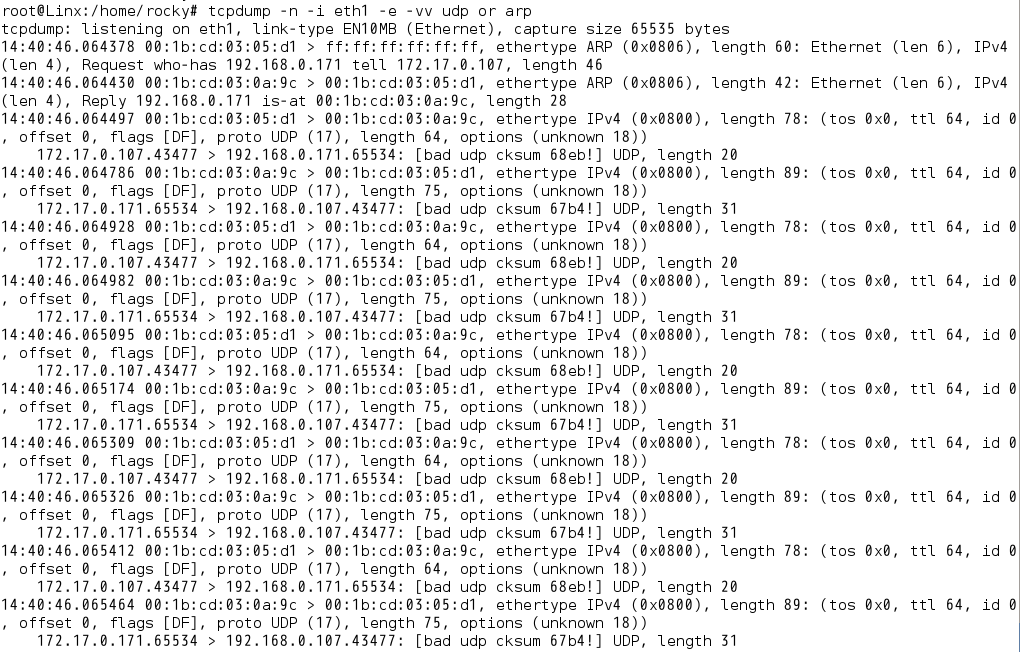 root@Linx:/home/rocky# tcpdump -n -i eth1 -e -vv udp or arp
tcpdump: listening on eth1, link-type EN10MB (Ethernet), capture size 65535 bytes
14:40:46.064378 00:1b:cd:03:05:d1 > ff:ff:ff:ff:ff:ff, ethertype ARP (0x0806), length 60: Ethernet (len 6), IPv4
(len 4), Request who-has 192.168.0.171 tell 172.17.0.107, length 46
14:40:46.064430 00:1b:cd:03:0a:9c > 00:1b:cd:03:05:d1, ethertype ARP (0x0806), length 42: Ethernet (len 6), IPv4
(len 4), Reply 192.168.0.171 is-at 00:1b:cd:03:0a:9c, length 28
14:40:46.064497 00:1b:cd:03:05:d1 > 00:1b:cd:03:0a:9c, ethertype IPv4 (0x0800), length 78: (tos 0x0, ttl 64, id 0
, offset 0, flags [DF], proto UDP (17), length 64, options (unknown 18))
    172.17.0.107.43477 > 192.168.0.171.65534: [bad udp cksum 68eb!] UDP, length 20
14:40:46.064786 00:1b:cd:03:0a:9c > 00:1b:cd:03:05:d1, ethertype IPv4 (0x0800), length 89: (tos 0x0, ttl 64, id 0
, offset 0, flags [DF], proto UDP (17), length 75, options (unknown 18))
    172.17.0.171.65534 > 192.168.0.107.43477: [bad udp cksum 67b4!] UDP, length 31
14:40:46.064928 00:1b:cd:03:05:d1 > 00:1b:cd:03:0a:9c, ethertype IPv4 (0x0800), length 78: (tos 0x0, ttl 64, id 0
, offset 0, flags [DF], proto UDP (17), length 64, options (unknown 18))
    172.17.0.107.43477 > 192.168.0.171.65534: [bad udp cksum 68eb!] UDP, length 20
14:40:46.064982 00:1b:cd:03:0a:9c > 00:1b:cd:03:05:d1, ethertype IPv4 (0x0800), length 89: (tos 0x0, ttl 64, id 0
, offset 0, flags [DF], proto UDP (17), length 75, options (unknown 18))
    172.17.0.171.65534 > 192.168.0.107.43477: [bad udp cksum 67b4!] UDP, length 31
14:40:46.065095 00:1b:cd:03:05:d1 > 00:1b:cd:03:0a:9c, ethertype IPv4 (0x0800), length 78: (tos 0x0, ttl 64, id 0
, offset 0, flags [DF], proto UDP (17), length 64, options (unknown 18))
    172.17.0.107.43477 > 192.168.0.171.65534: [bad udp cksum 68eb!] UDP, length 20
14:40:46.065174 00:1b:cd:03:0a:9c > 00:1b:cd:03:05:d1, ethertype IPv4 (0x0800), length 89: (tos 0x0, ttl 64, id 0
, offset 0, flags [DF], proto UDP (17), length 75, options (unknown 18))
    172.17.0.171.65534 > 192.168.0.107.43477: [bad udp cksum 67b4!] UDP, length 31
14:40:46.065309 00:1b:cd:03:05:d1 > 00:1b:cd:03:0a:9c, ethertype IPv4 (0x0800), length 78: (tos 0x0, ttl 64, id 0
, offset 0, flags [DF], proto UDP (17), length 64, options (unknown 18))
    172.17.0.107.43477 > 192.168.0.171.65534: [bad udp cksum 68eb!] UDP, length 20
14:40:46.065326 00:1b:cd:03:0a:9c > 00:1b:cd:03:05:d1, ethertype IPv4 (0x0800), length 89: (tos 0x0, ttl 64, id 0
, offset 0, flags [DF], proto UDP (17), length 75, options (unknown 18))
    172.17.0.171.65534 > 192.168.0.107.43477: [bad udp cksum 67b4!] UDP, length 31
14:40:46.065412 00:1b:cd:03:05:d1 > 00:1b:cd:03:0a:9c, ethertype IPv4 (0x0800), length 78: (tos 0x0, ttl 64, id 0
, offset 0, flags [DF], proto UDP (17), length 64, options (unknown 18))
    172.17.0.107.43477 > 192.168.0.171.65534: [bad udp cksum 68eb!] UDP, length 20
14:40:46.065464 00:1b:cd:03:0a:9c > 00:1b:cd:03:05:d1, ethertype IPv4 (0x0800), length 89: (tos 0x0, ttl 64, id 0
, offset 0, flags [DF], proto UDP (17), length 75, options (unknown 18))
    172.17.0.171.65534 > 192.168.0.107.43477: [bad udp cksum 67b4!] UDP, length 31